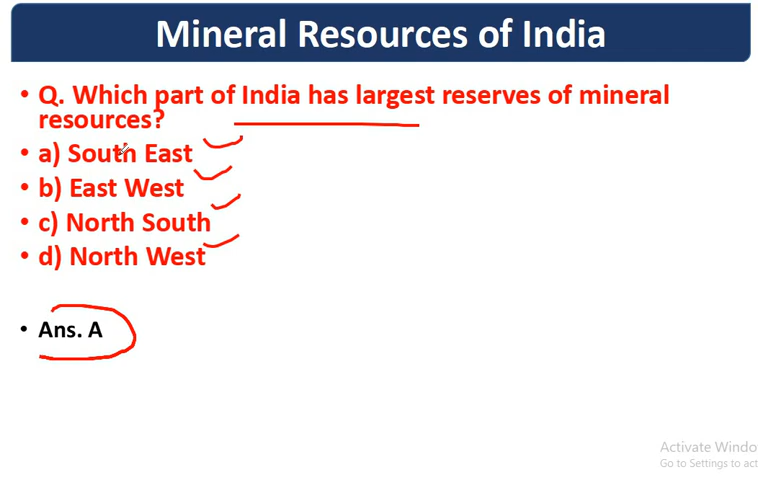 Mineral Resources of India
• Q. Which part of India has largest reserves of mineral
resources?
• a) South East
• b) East West
• c) North South
• d) North West
• Ans. A
Activate Windo
Go to Settings to act